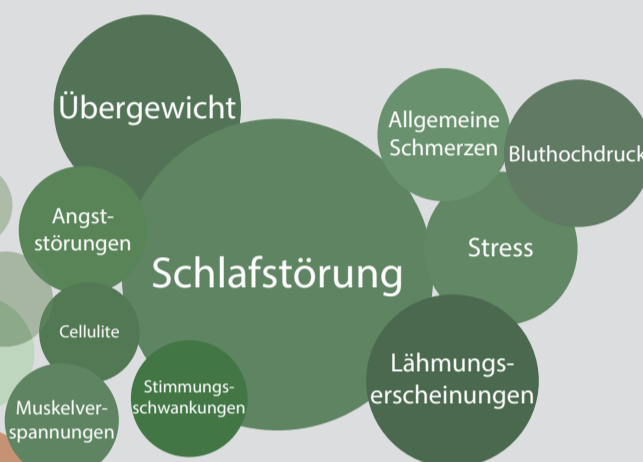 Übergewicht
Allgemeine
Schmerzen
Bluthochdruck
Angst-
störungen
Stress
Schlafstörung
Cellulite
Lähmungs-
erscheinungen
Stimmungs-
schwankungen
Muskelver-
spannungen